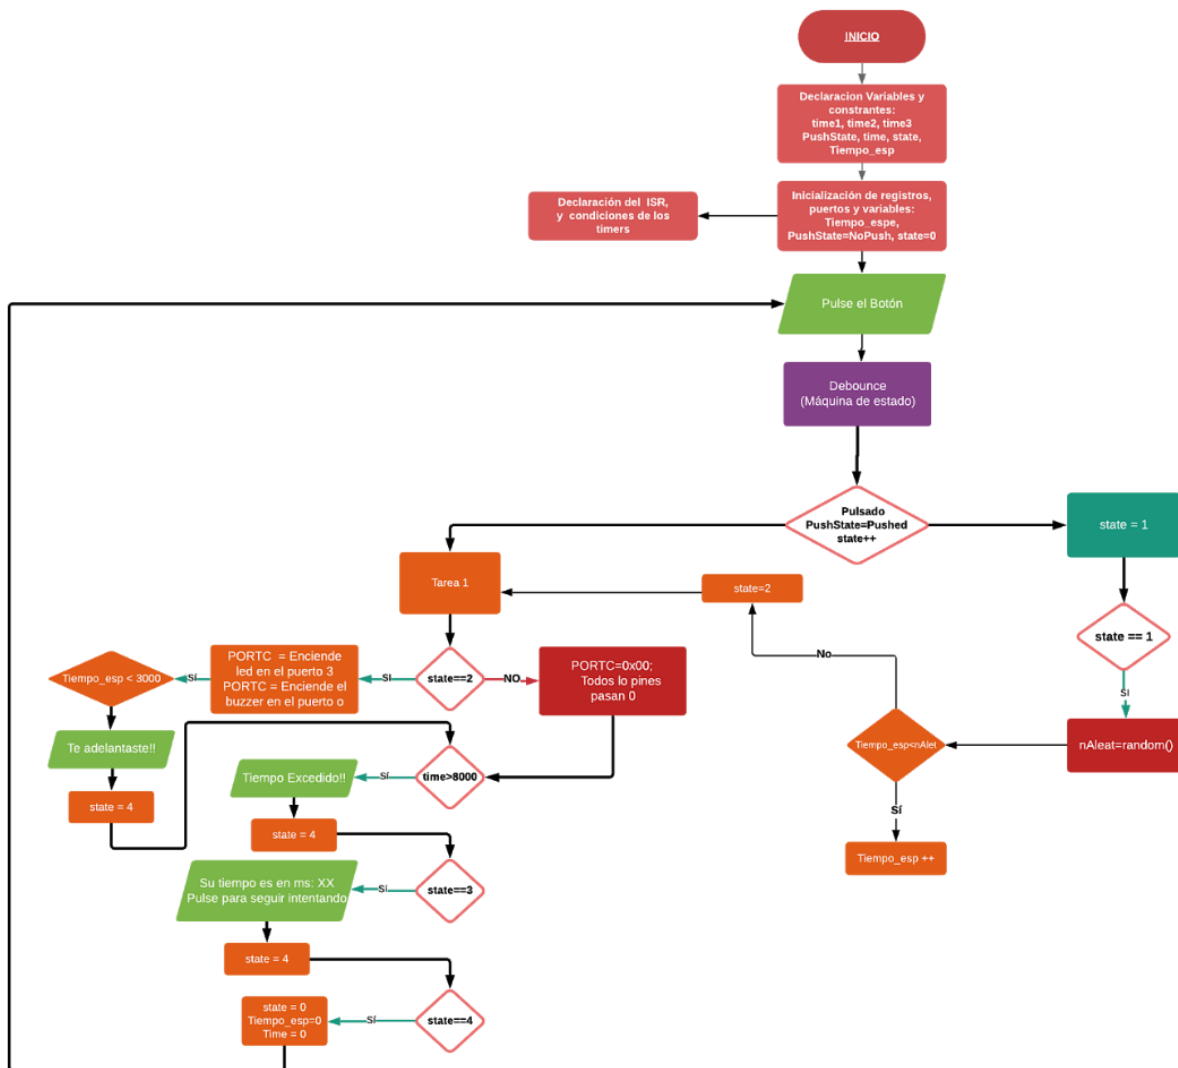 INICIO
Declaracion Variables y
constrantes:
time1, time2, time3
PushState, time, state,
Tiempo_esp
Declaración del  ISR,
y  condiciones de los
timers
Inicialización de registros,
puertos y variables:
Tiempo_espe,
PushState=NoPush, state=0
Pulse el Botón
Debounce
(Máquina de estado)
Pulsado
PushState=Pushed
state++
state = 1
Tarea 1
state=2
state == 1
No
Sí
PORTC  = Enciende
led en el puerto 3
PORTC = Enciende el
buzzer en el puerto o
Tiempo_esp < 3000
Sí
Sí
state==2
NO
PORTC=0x00;
Todos lo pines
pasan 0
Te adelantaste!!
Tiempo_esp<nAlet
nAleat=random()
Tiempo Excedido!!
Sí
time>8000
state = 4
Sí
state = 4
Tiempo_esp ++
Su tiempo es en ms: XX
Pulse para seguir intentando
Sí
state==3
state = 4
state = 0
Tiempo_esp=0
Time = 0
Sí
state==4